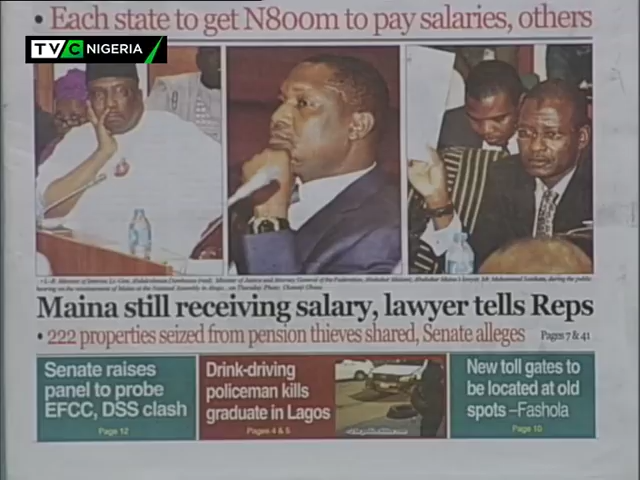 • Each state to get N800m to pay salaries, others
TVC NIGERIA
Maina still receiving salary, lawyer tells Reps
• 222 properties seized from pension thieves shared, Senate alleges Pages 7 & 41
Senate raises
panel to probe
EFCC, DSS clash
Page 12
Drink-driving
policeman kills
graduate in Lagos
Pages 4 & 5
New toll gates to
be located at old
spots –Fashola
Page 10